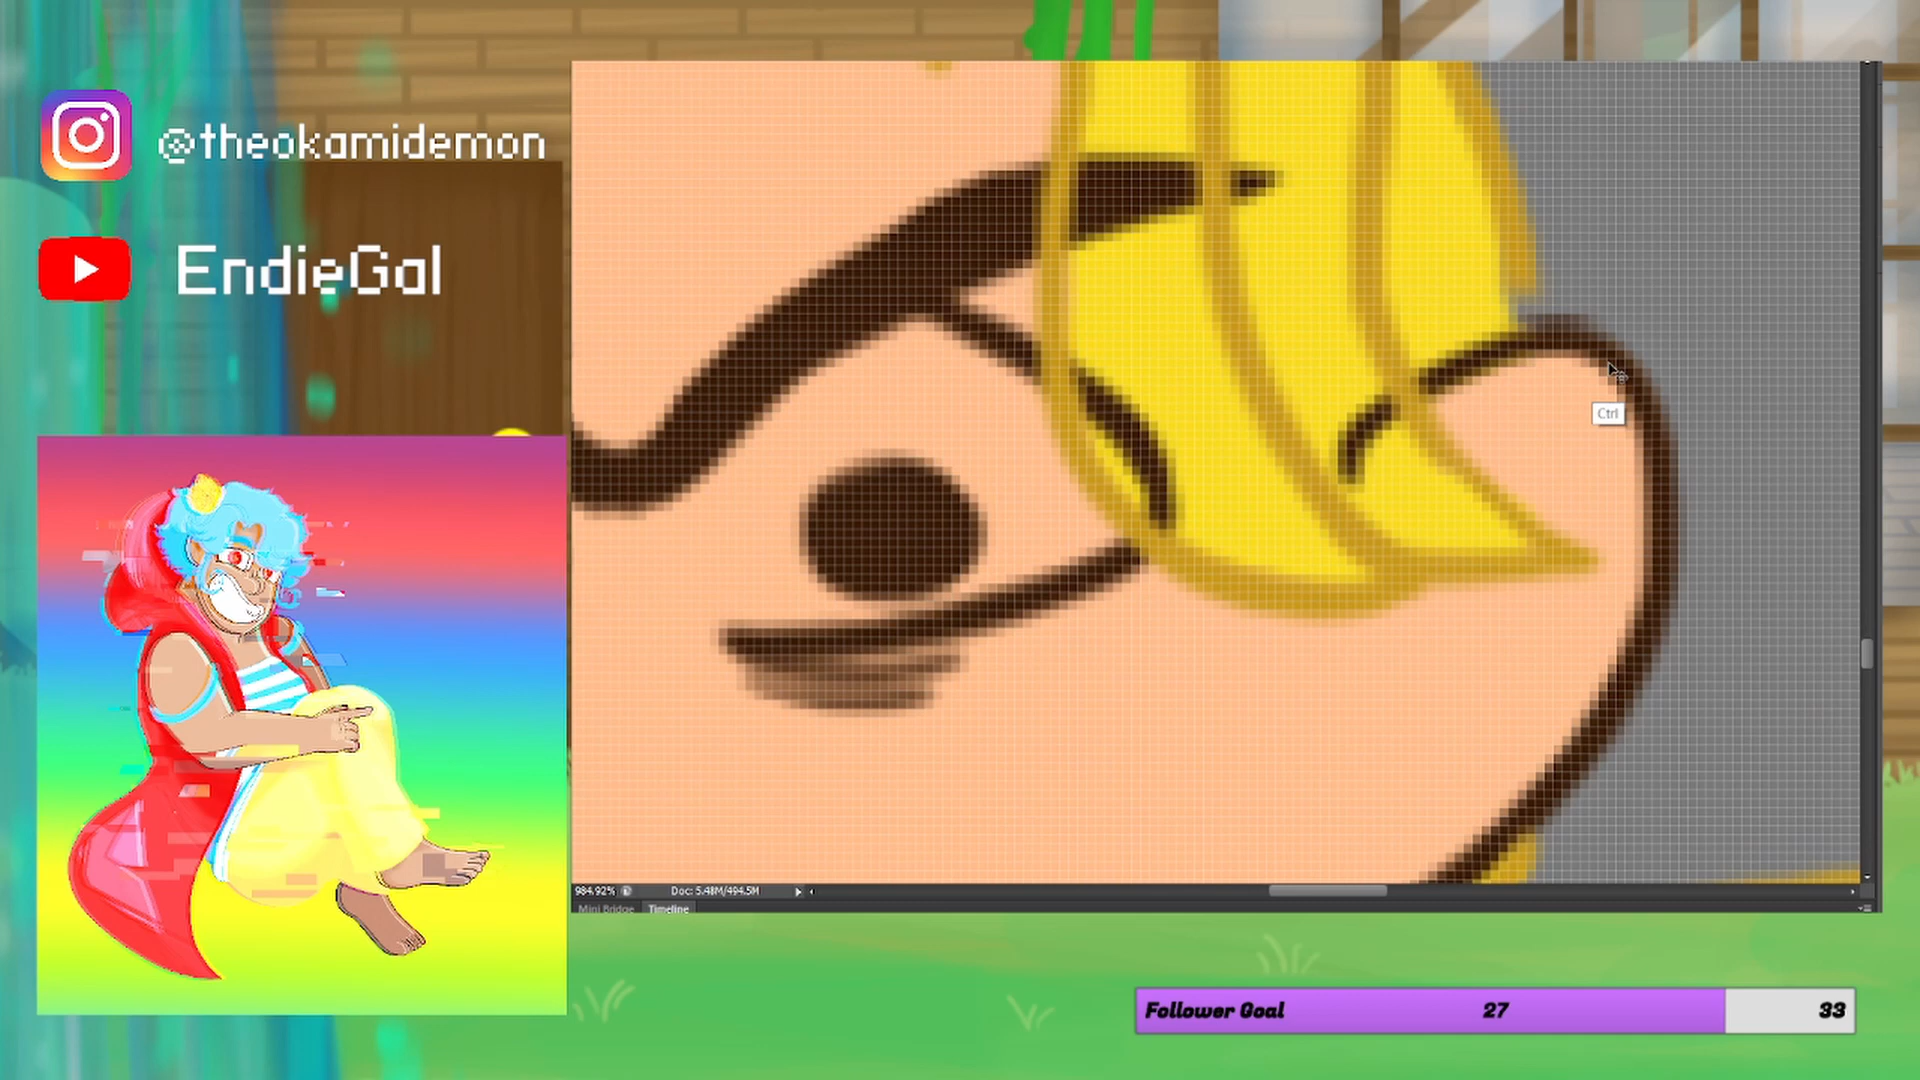 @theokamidemon
EndieGal
Ctrl
984.92% Doc: 5.48M/494.5M
Mini Bridge Timeline
Follower Goal 27 33